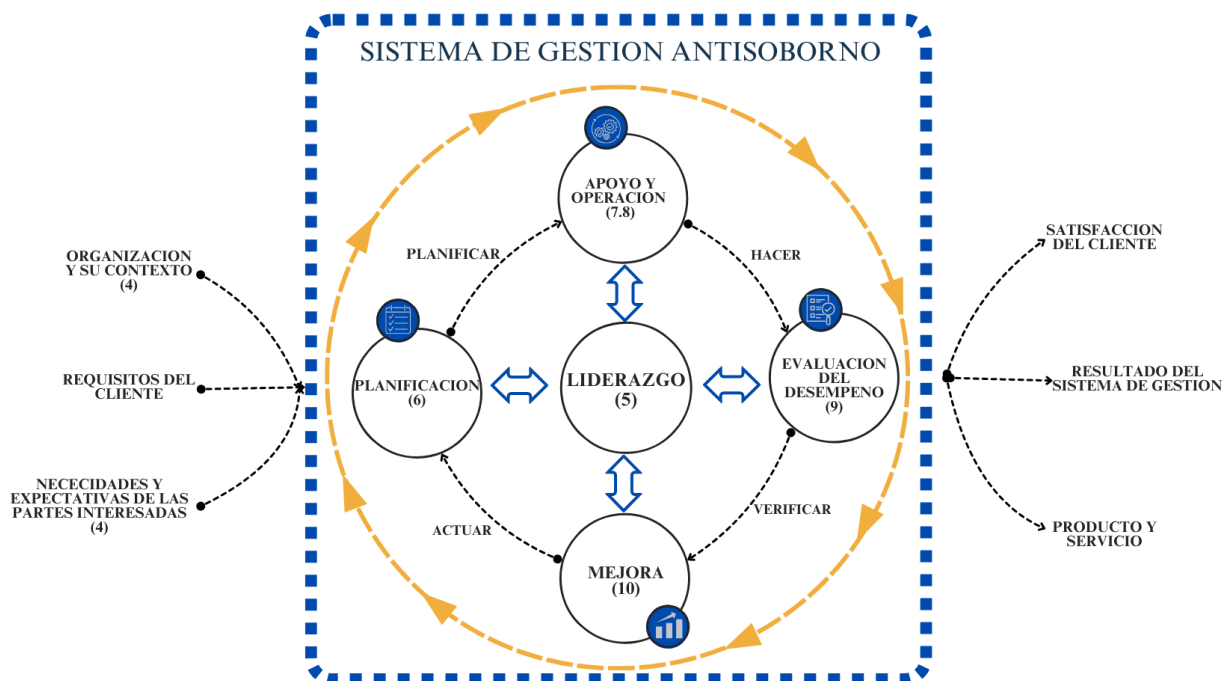 SISTEMA DE GESTION ANTISOBORNO
APOYO Y
OPERACION
(7.8)
PLANIFICAR
HACER
ORGANIZACION
Y SU CONTEXTO
(4)
SATISFACCION
DEL CLIENTE
REQUISITOS DEL
CLIENTE
PLANIFICACION
(6)
LIDERAZGO
(5)
EVALUACION
DEL
DESEMPENO
(9)
RESULTADO DEL
SISTEMA DE GESTION
NECECIDADES Y
EXPECTATIVAS DE LAS
PARTES INTERESADAS
(4)
ACTUAR
VERIFICAR
PRODUCTO Y
SERVICIO
MEJORA
(10)